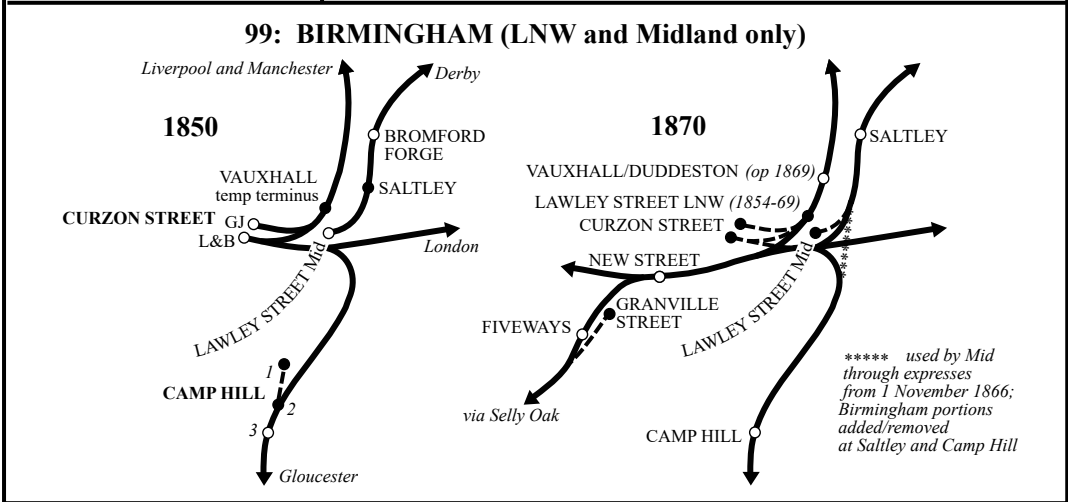 99: BIRMINGHAM (LNW and Midland only)
Liverpool and Manchester
Derby
1850
BROMFORD
FORGE
VAUXHALL
temp terminus
SALTLEY
CURZON STREET
GJ
L&B
London
LAWLEY STREET Mid
1
CAMP HILL
2
3
Gloucester
1870
SALTLEY
VAUXHALL/DUDDESTON (op 1869)
LAWLEY STREET LNW (1854-69)
CURZON STREET
NEW STREET
GRANVILLE
STREET
FIVEWAYS
LAWLEY STREET Mid
*******
via Selly Oak
CAMP HILL
***** used by Mid
through expresses
from 1 November 1866;
Birmingham portions
added/removed
at Saltley and Camp Hill